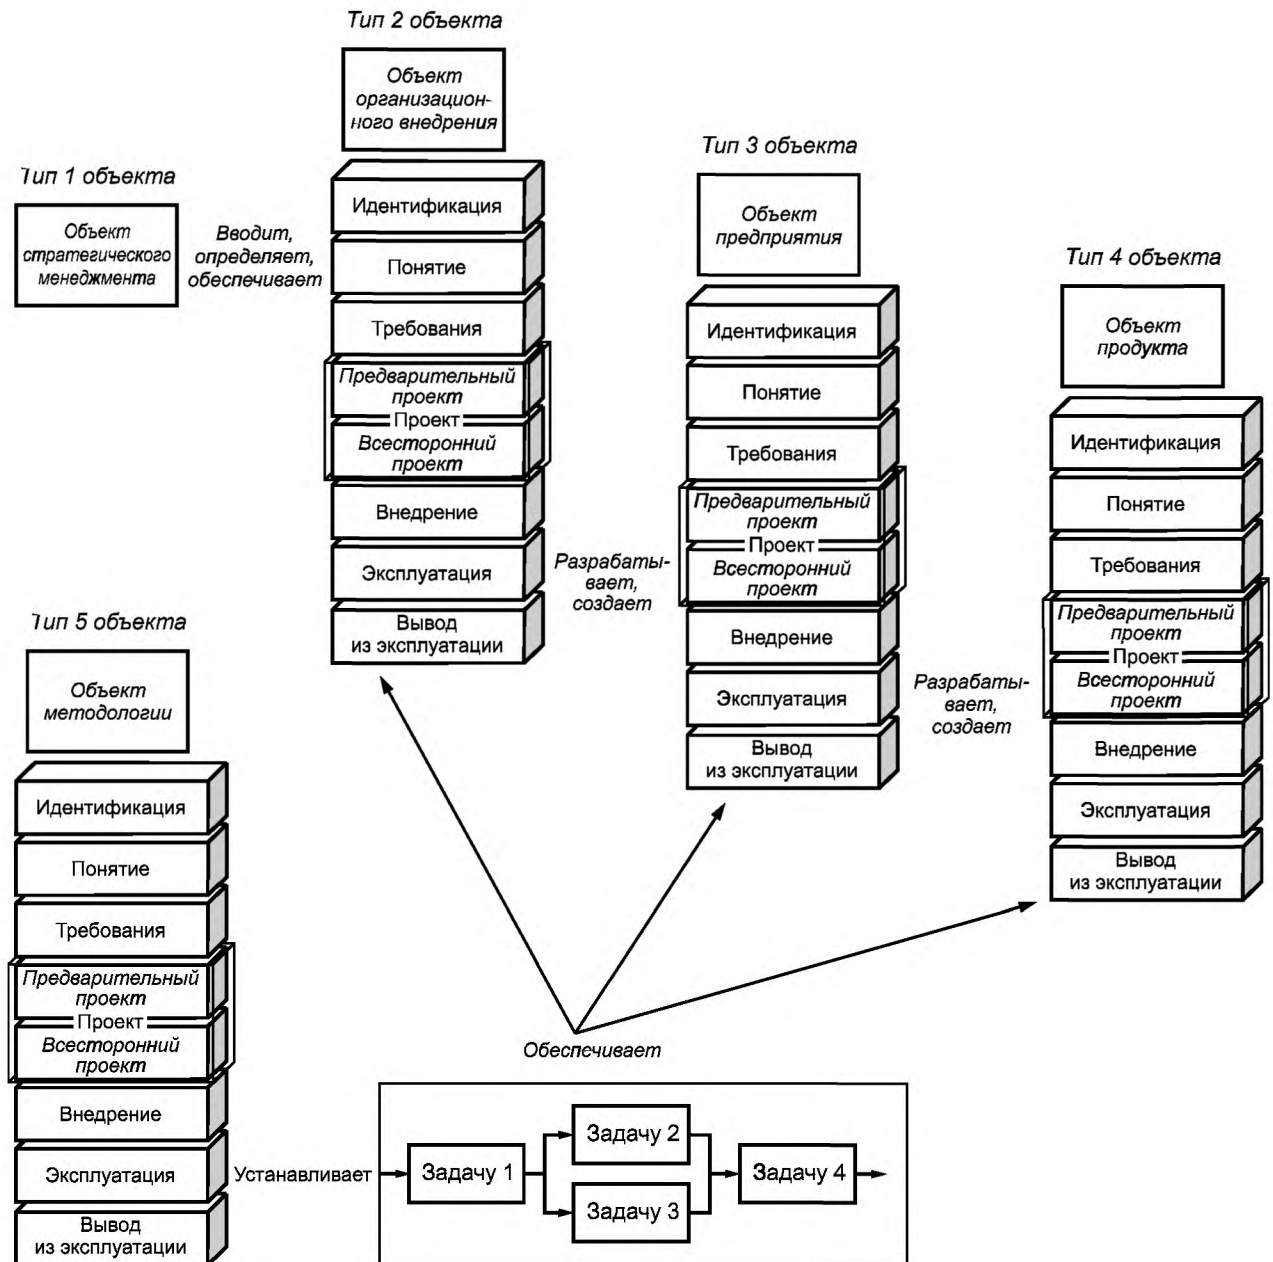 Тип 2 объекта
Объект
организацион-
ного внедрения
Идентификация
Понятие
Требования
Предварительный
проект
Проект
Всесторонний
проект
Внедрение
Эксплуатация
Вывод
из эксплуатации
Тип 1 объекта
Объект
стратегического
менеджмента
Вводит,
определяет,
обеспечивает
Тип 3 объекта
Объект
предприятия
Идентификация
Понятие
Требования
Предварительный
проект
Проект
Всесторонний
проект
Внедрение
Эксплуатация
Вывод
из эксплуатации
Разрабаты-
вает,
создает
Тип 4 объекта
Объект
продукта
Идентификация
Понятие
Требования
Предварительный
проект
Проект
Всесторонний
проект
Внедрение
Эксплуатация
Вывод
из эксплуатации
Разрабаты-
вает,
создает
Тип 5 объекта
Объект
методологии
Идентификация
Понятие
Требования
Предварительный
проект
Проект
Всесторонний
проект
Внедрение
Эксплуатация
Вывод
из эксплуатации
Обеспечивает
Устанавливает
Задачу 1
Задачу 2
Задачу 3
Задачу 4